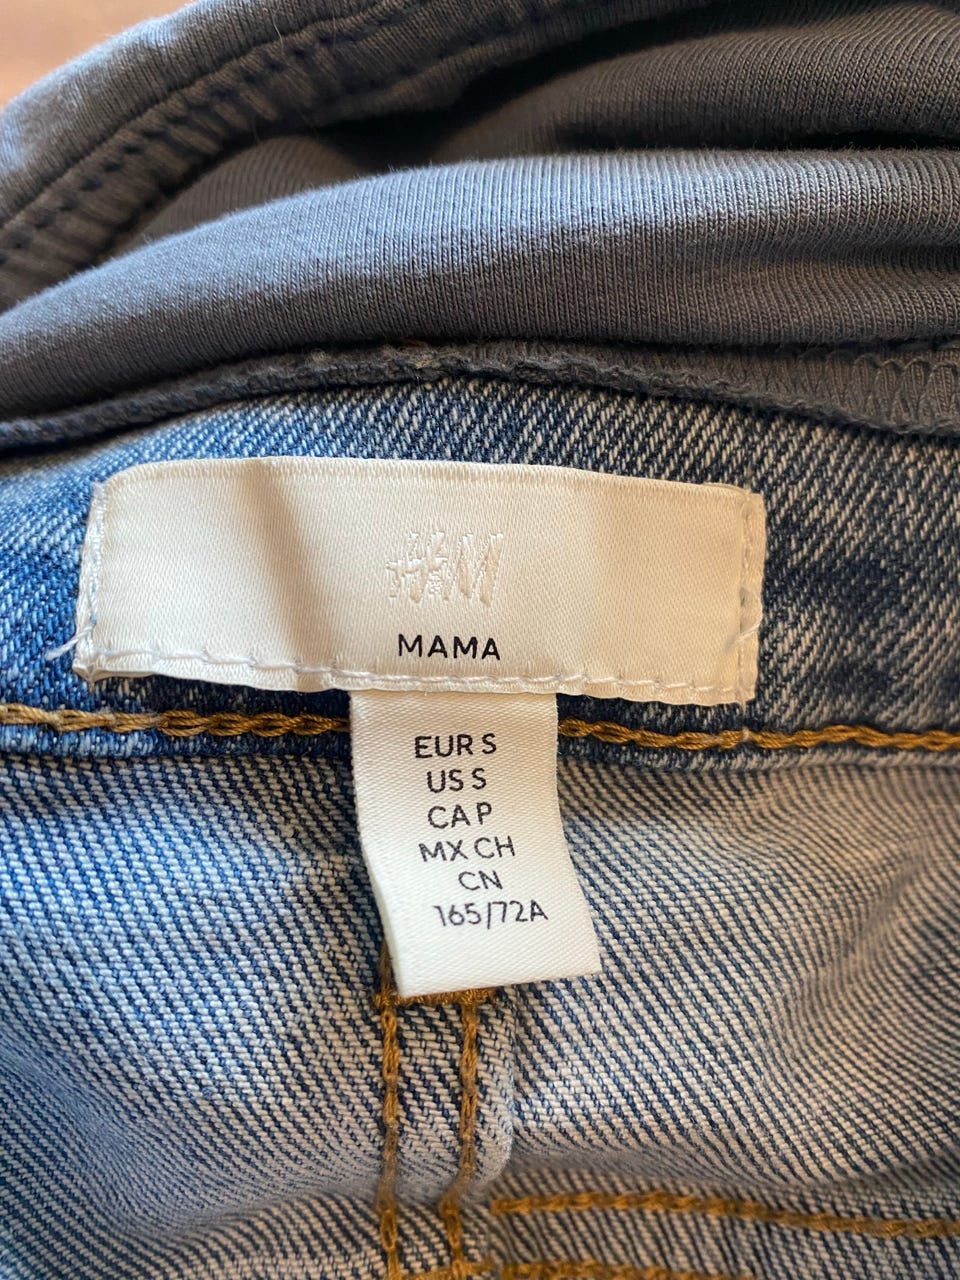 H&M
MAMA
EUR S
US S
CA P
MX CH
CN
165/72A